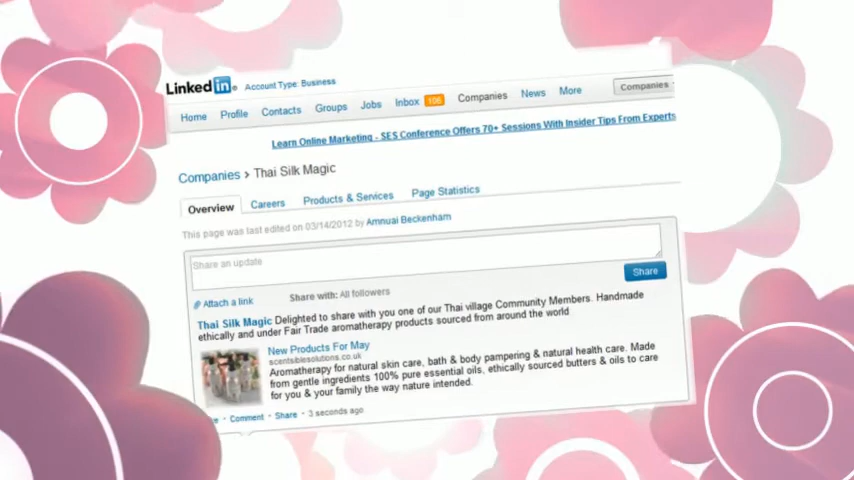 Linked in® Account Type: Business
Home Profile Contacts Groups Jobs Inbox 196 Companies News More Companies
Learn Online Marketing - SES Conference Offers 70+ Sessions With Insider Tips From Experts
Companies › Thai Silk Magic
Overview Careers Products & Services Page Statistics
This page was last edited on 03/14/2012 by Amnuai Beckenham
Share an update
Attach a link Share with: All followers Share
Thai Silk Magic Delighted to share with you one of our Thai village Community Members. Handmade
ethically and under Fair Trade aromatherapy products sourced from around the world
New Products For May
scentsiblesolutions.co.uk
Aromatherapy for natural skin care, bath & body pampering & natural health care. Made
from gentle ingredients 100% pure essential oils, ethically sourced butters & oils to care
for you & your family the way nature intended.
Comment • Share • 3 seconds ago